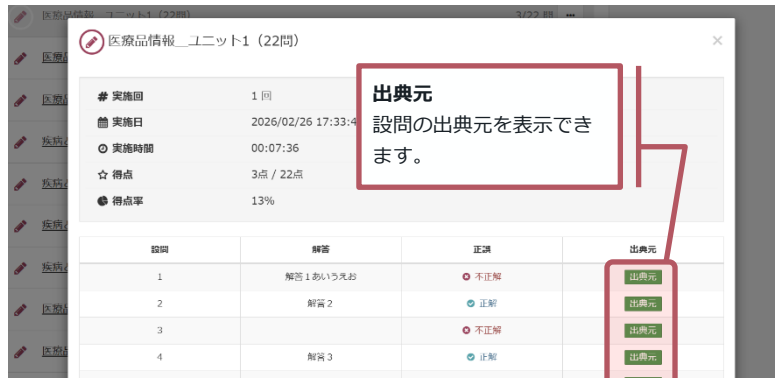 医療品情報__ユニット1（22問）
3/22 問
医療品情報__ユニット1（22問）
×
実施回
1 回
実施日
2026/02/26 17:33:4
実施時間
00:07:36
得点
3点 / 22点
得点率
13%
出典元
設問の出典元を表示でき
ます。
設問 解答 正誤 出典元
1 解答１あいうえお 不正解 出典元
2 解答２ 正解 出典元
3 不正解 出典元
4 解答３ 正解 出典元